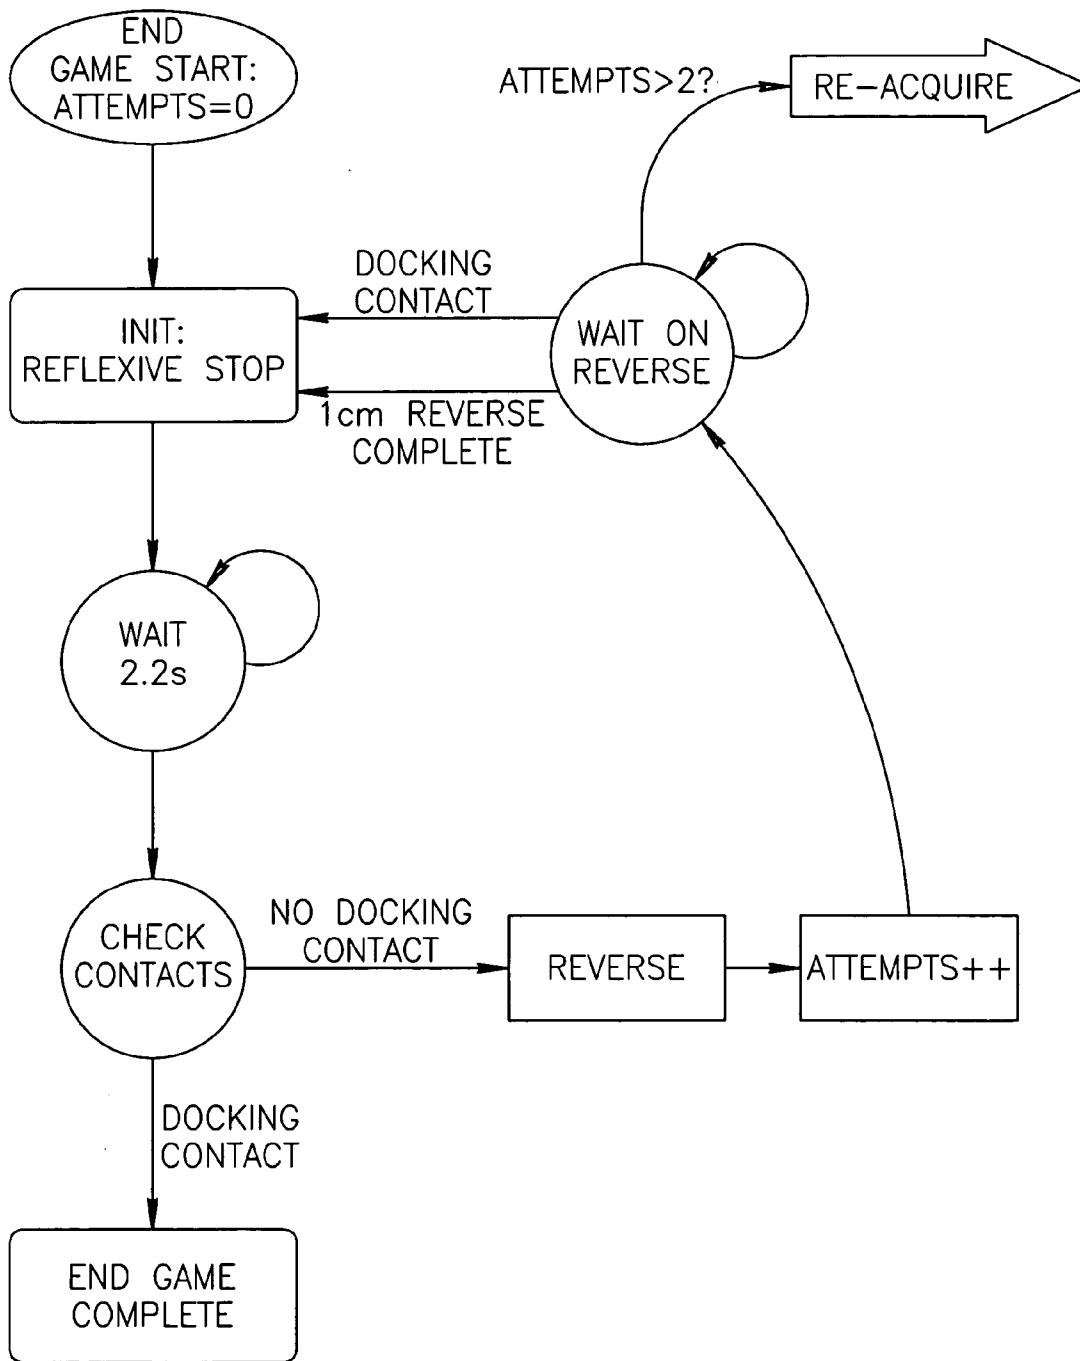 END
GAME START:
ATTEMPTS=0
ATTEMPTS>2?
RE-ACQUIRE
DOCKING
CONTACT
INIT:
REFLEXIVE STOP
WAIT ON
REVERSE
1cm REVERSE
COMPLETE
WAIT
2.2s
CHECK
CONTACTS
NO DOCKING
CONTACT
REVERSE
ATTEMPTS++
DOCKING
CONTACT
END GAME
COMPLETE